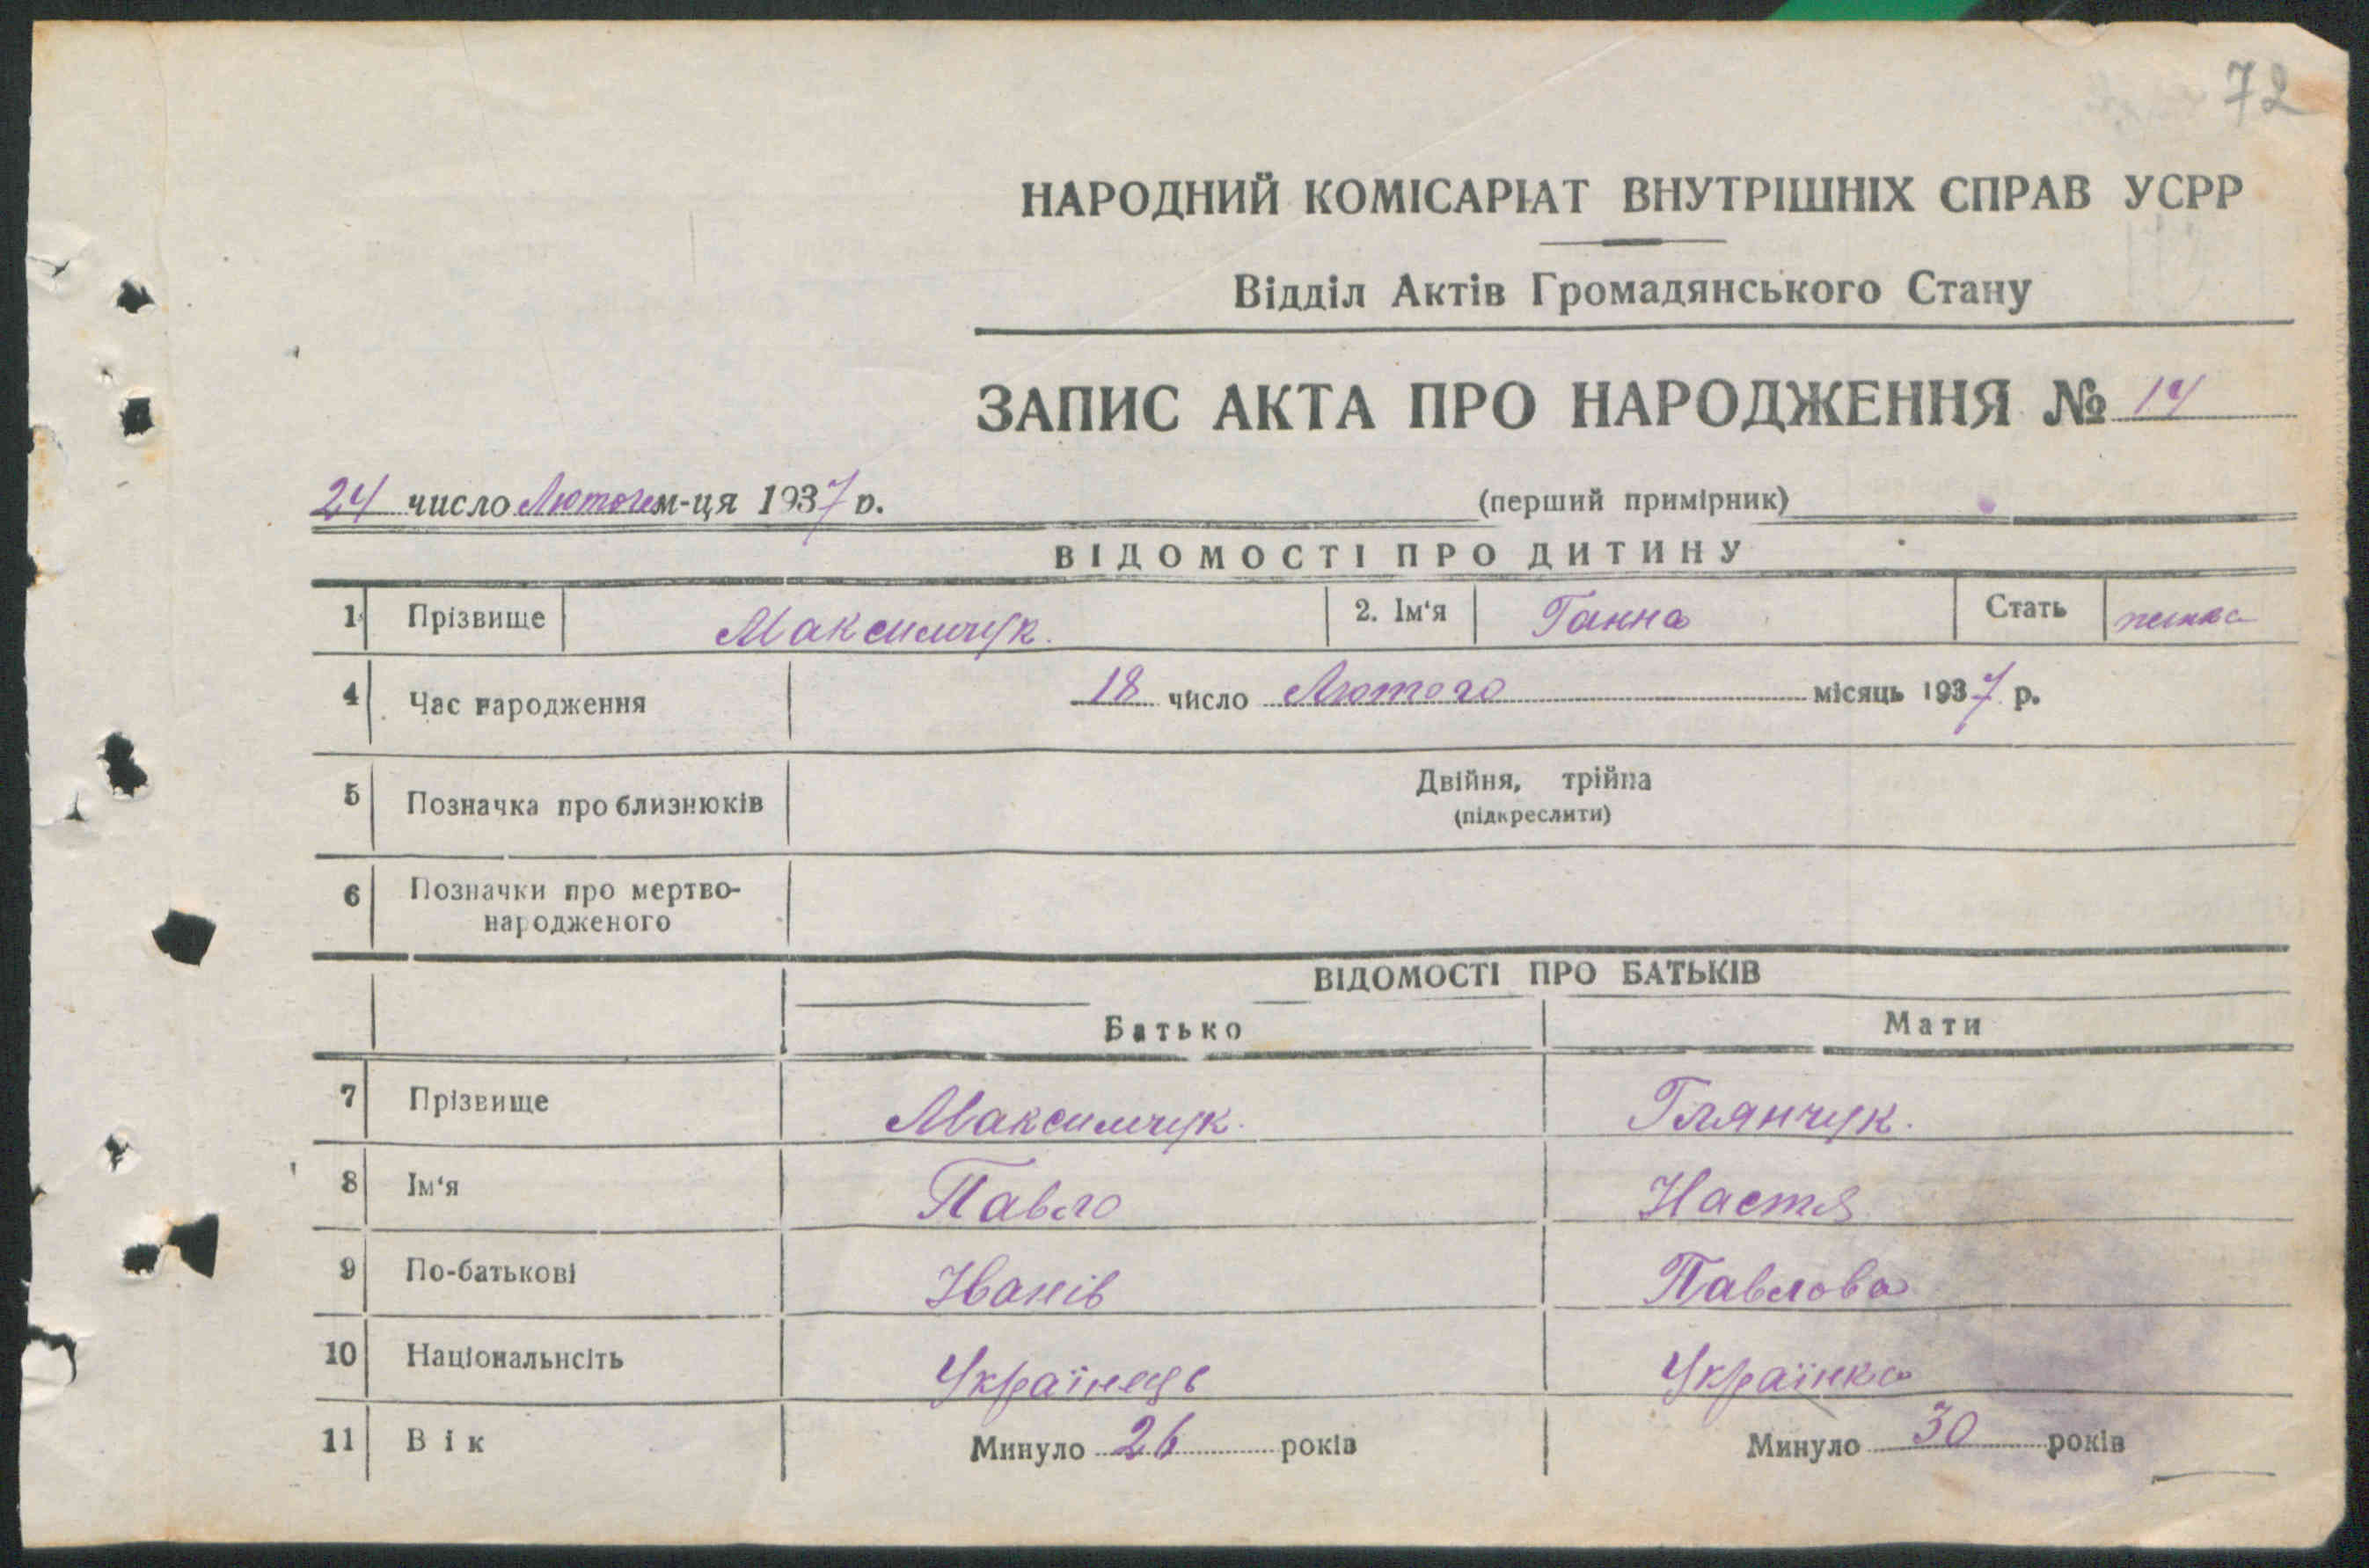 72
НАРОДНИЙ КОМІСАРІАТ ВНУТРІШНІХ СПРАВ УСРР
Відділ Актів Громадянського Стану
ЗАПИС АКТА ПРО НАРОДЖЕННЯ № 14
24 число Лютого м-ця 1937 р.
(перший примірник)
ВІДОМОСТІ ПРО ДИТИНУ
1 Прізвище Максимчук. 2. Ім'я Ганна Стать
4 Час народження 18 число Лютого місяць 1937 р.
5 Позначка про близнюків Двійня, трійна
(підкреслити)
6 Позначки про мертво-
народженого
ВІДОМОСТІ ПРО БАТЬКІВ
Батько Мати
7 Прізвище Максимчук. Глянчук.
8 Ім'я Павло Настя
9 По-батькові Іванів Павлова
10 Національнсіть Українець Українка
11 Вік Минуло 26 років Минуло 30 років